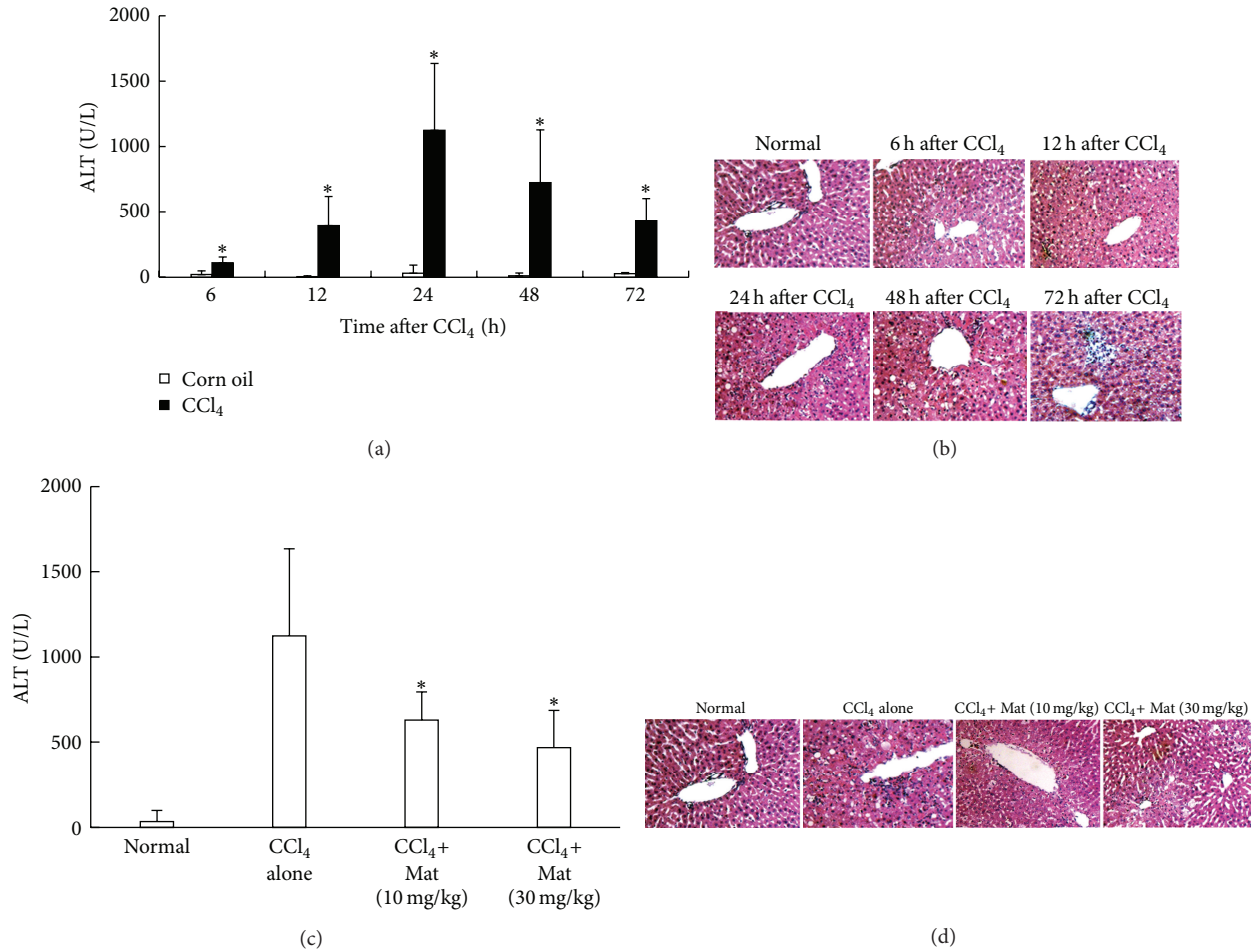 2000
1500
1000
500
0
ALT (U/L)
*
*
*
*
*
6
12
24
48
72
Time after CCl₄ (h)
Corn oil
CCl₄
(a)
Normal
6 h after CCl₄
12 h after CCl₄
24 h after CCl₄
48 h after CCl₄
72 h after CCl₄
(b)
2000
1500
1000
500
0
ALT (U/L)
*
*
Normal
CCl₄
alone
CCl₄+
Mat
(10 mg/kg)
CCl₄+
Mat
(30 mg/kg)
(c)
Normal
CCl₄ alone
CCl₄+ Mat (10 mg/kg)
CCl₄+ Mat (30 mg/kg)
(d)